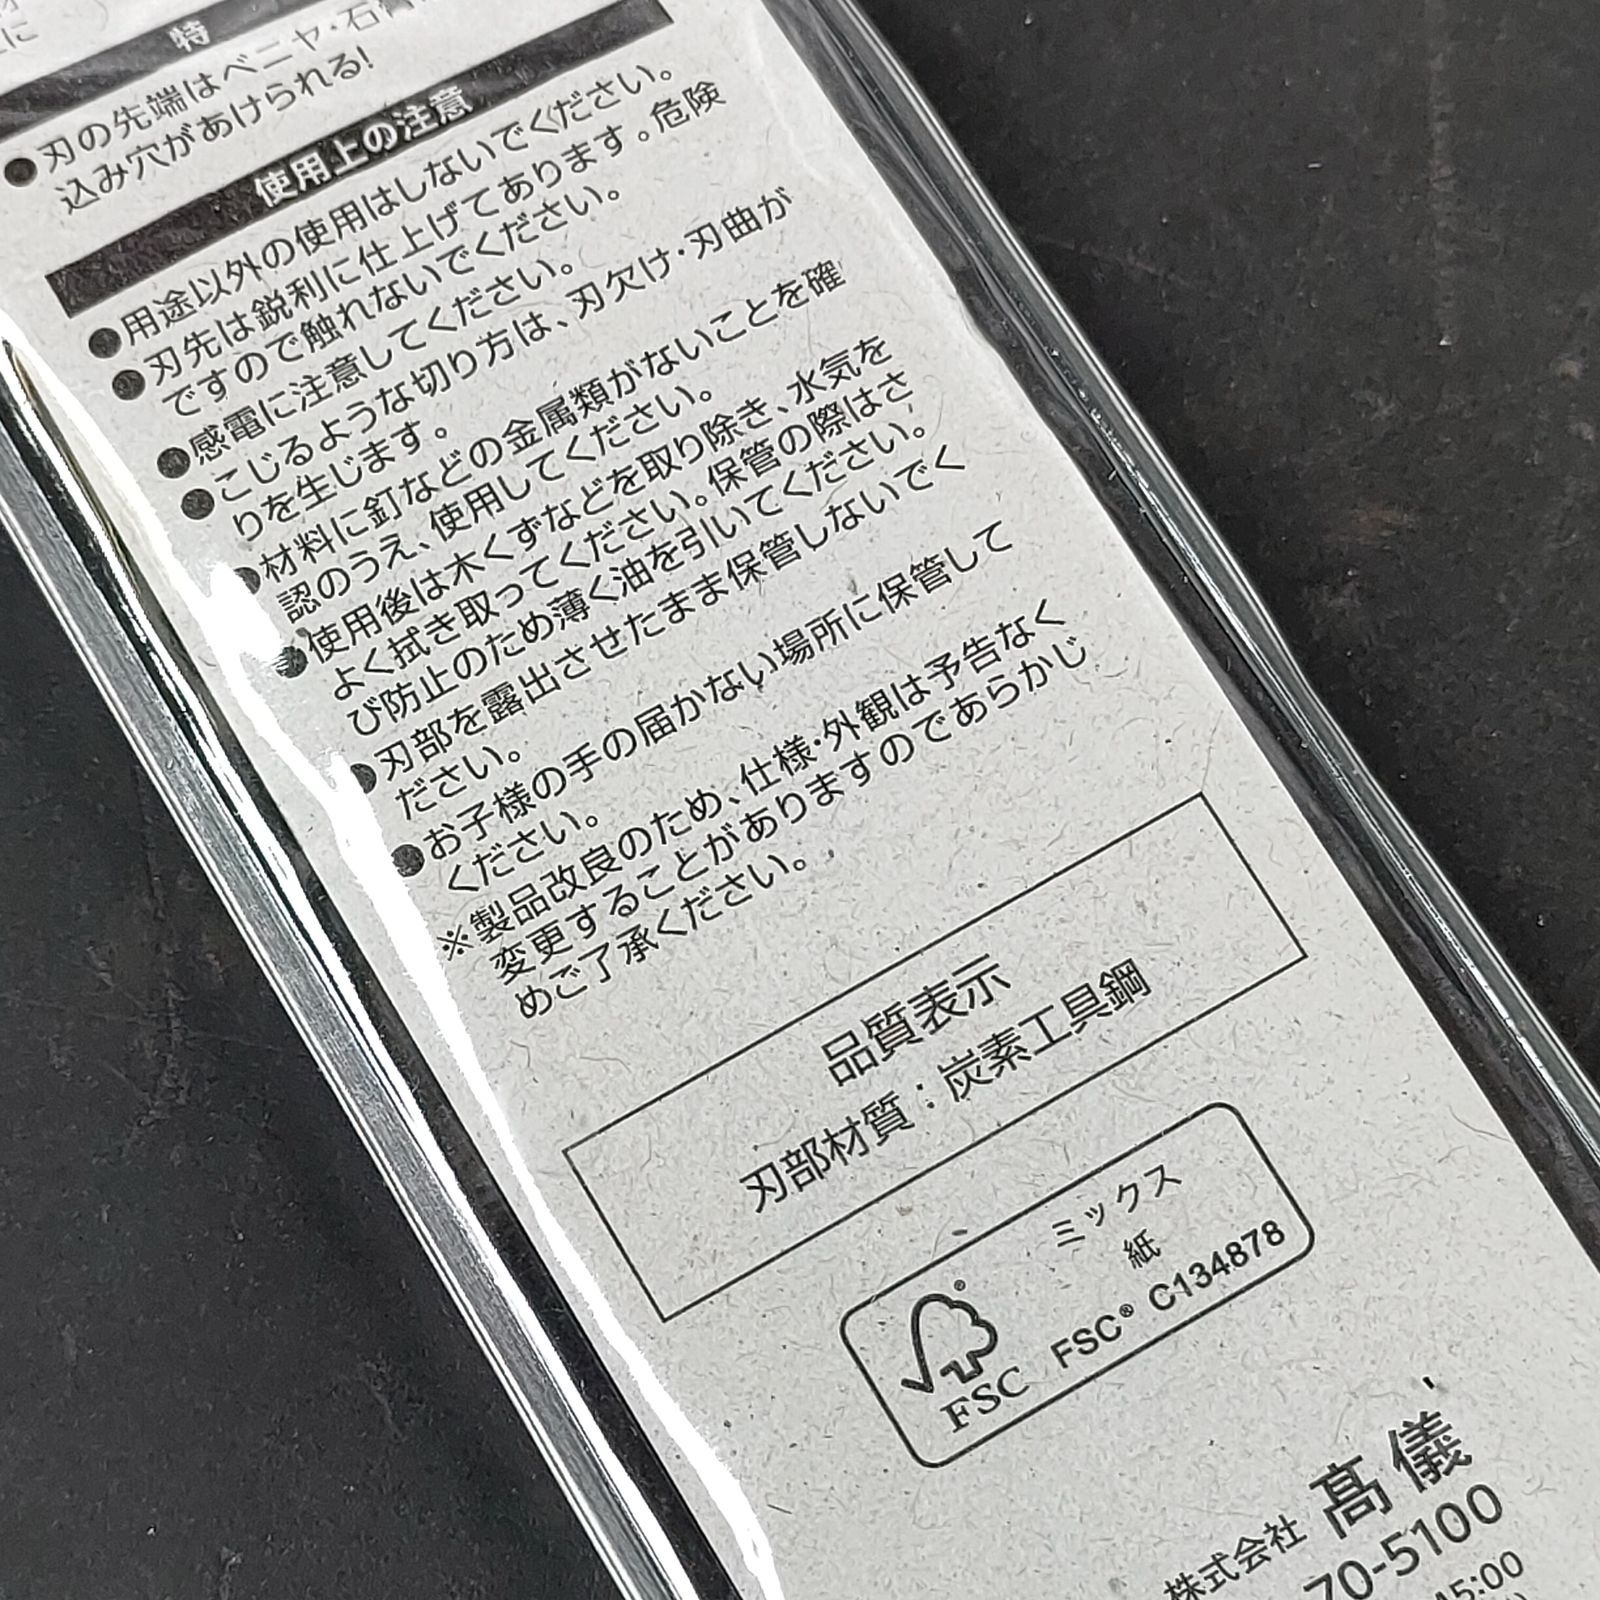 特
●刃の先端はベニヤ・石膏
込み穴があけられる!
使用上の注意
●用途以外の使用はしないでください。
●刃先は鋭利に仕上げてあります。危険
ですので触れないでください。
●感電に注意してください。
●こじるような切り方は、刃欠け・刃曲が
りを生じます。
●材料に釘などの金属類がないことを確
認のうえ、使用してください。
●使用後は木くずなどを取り除き、水気を
よく拭き取ってください。保管の際はさ
び防止のため薄く油を引いてください。
●刃部を露出させたまま保管しないでく
ださい。
●お子様の手の届かない場所に保管して
ください。
※製品改良のため、仕様・外観は予告なく
変更することがありますのであらかじ
めご了承ください。
品質表示
刃部材質:炭素工具鋼
ミックス
紙
FSC® C134878
FSC
株式会社 髙儀
70-5100
15:00